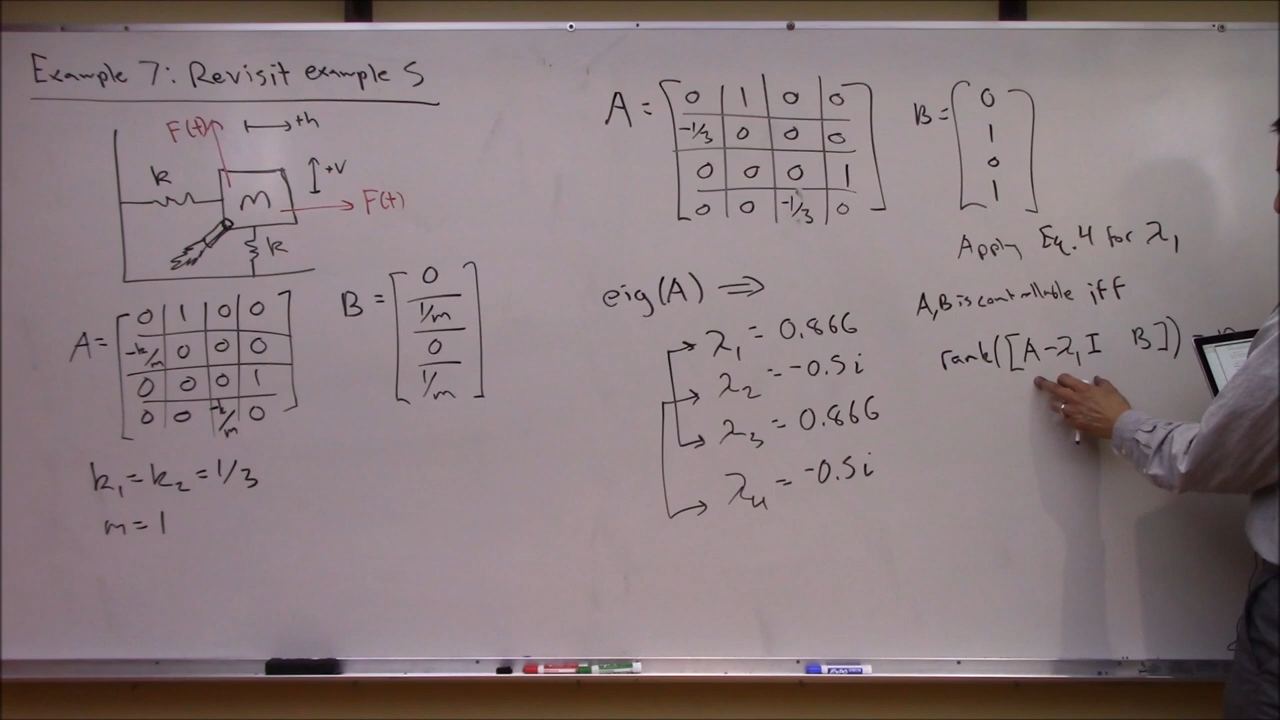 Example 7: Revisit example 5
F(t)
+h
k
m
+v
F(t)
k
A = [ 0 1 0 0
-k/m 0 0 0
0 0 0 1
0 0 -k/m 0 ]
B = [ 0
1/m
0
1/m ]
k₁ = k₂ = 1/3
m = 1
A = [ 0 1 0 0
-1/3 0 0 0
0 0 0 1
0 0 -1/3 0 ]
B = [ 0
1
0
1 ]
eig(A) ⇒
λ₁ = 0.866
λ₂ = -0.5i
λ₃ = 0.866
λ₄ = -0.5i
Apply Eq. 4 for λ₁
A, B is controllable iff
rank([A-λ₁I B]) =